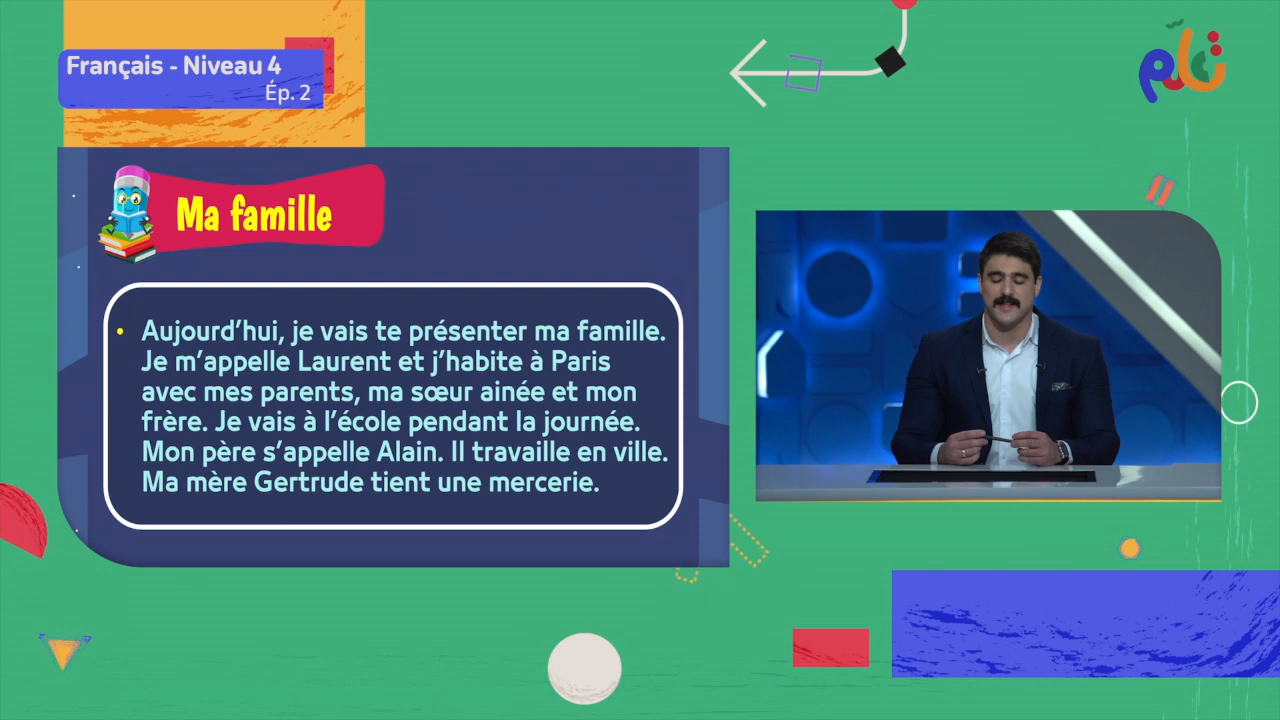 Français - Niveau 4
Ép. 2
Ma famille
• Aujourd'hui, je vais te présenter ma famille.
Je m'appelle Laurent et j'habite à Paris
avec mes parents, ma sœur ainée et mon
frère. Je vais à l'école pendant la journée.
Mon père s'appelle Alain. Il travaille en ville.
Ma mère Gertrude tient une mercerie.